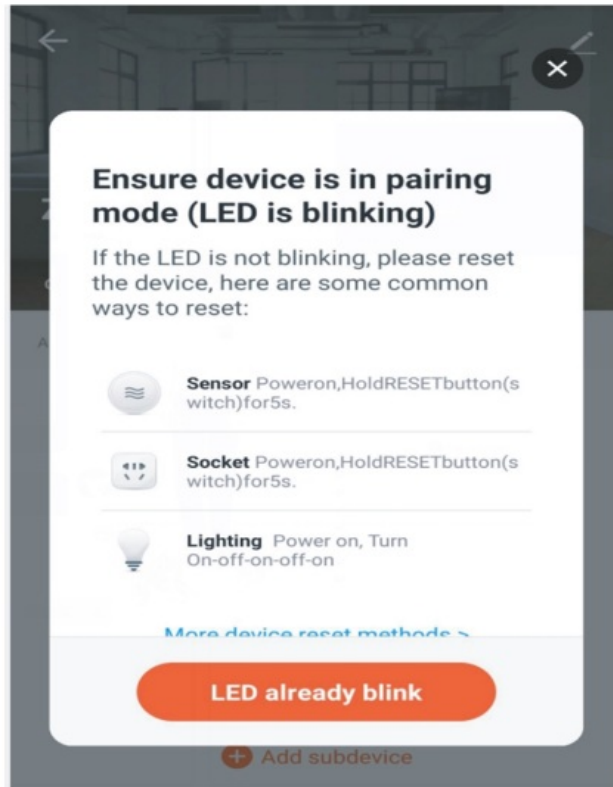 Ensure device is in pairing
mode (LED is blinking)
If the LED is not blinking, please reset
the device, here are some common
ways to reset:
Sensor Poweron,HoldRESETbutton(s
witch)for5s.
Socket Poweron,HoldRESETbutton(s
witch)for5s.
Lighting Power on, Turn
On-off-on-off-on
More device reset methods >
LED already blink
Add subdevice